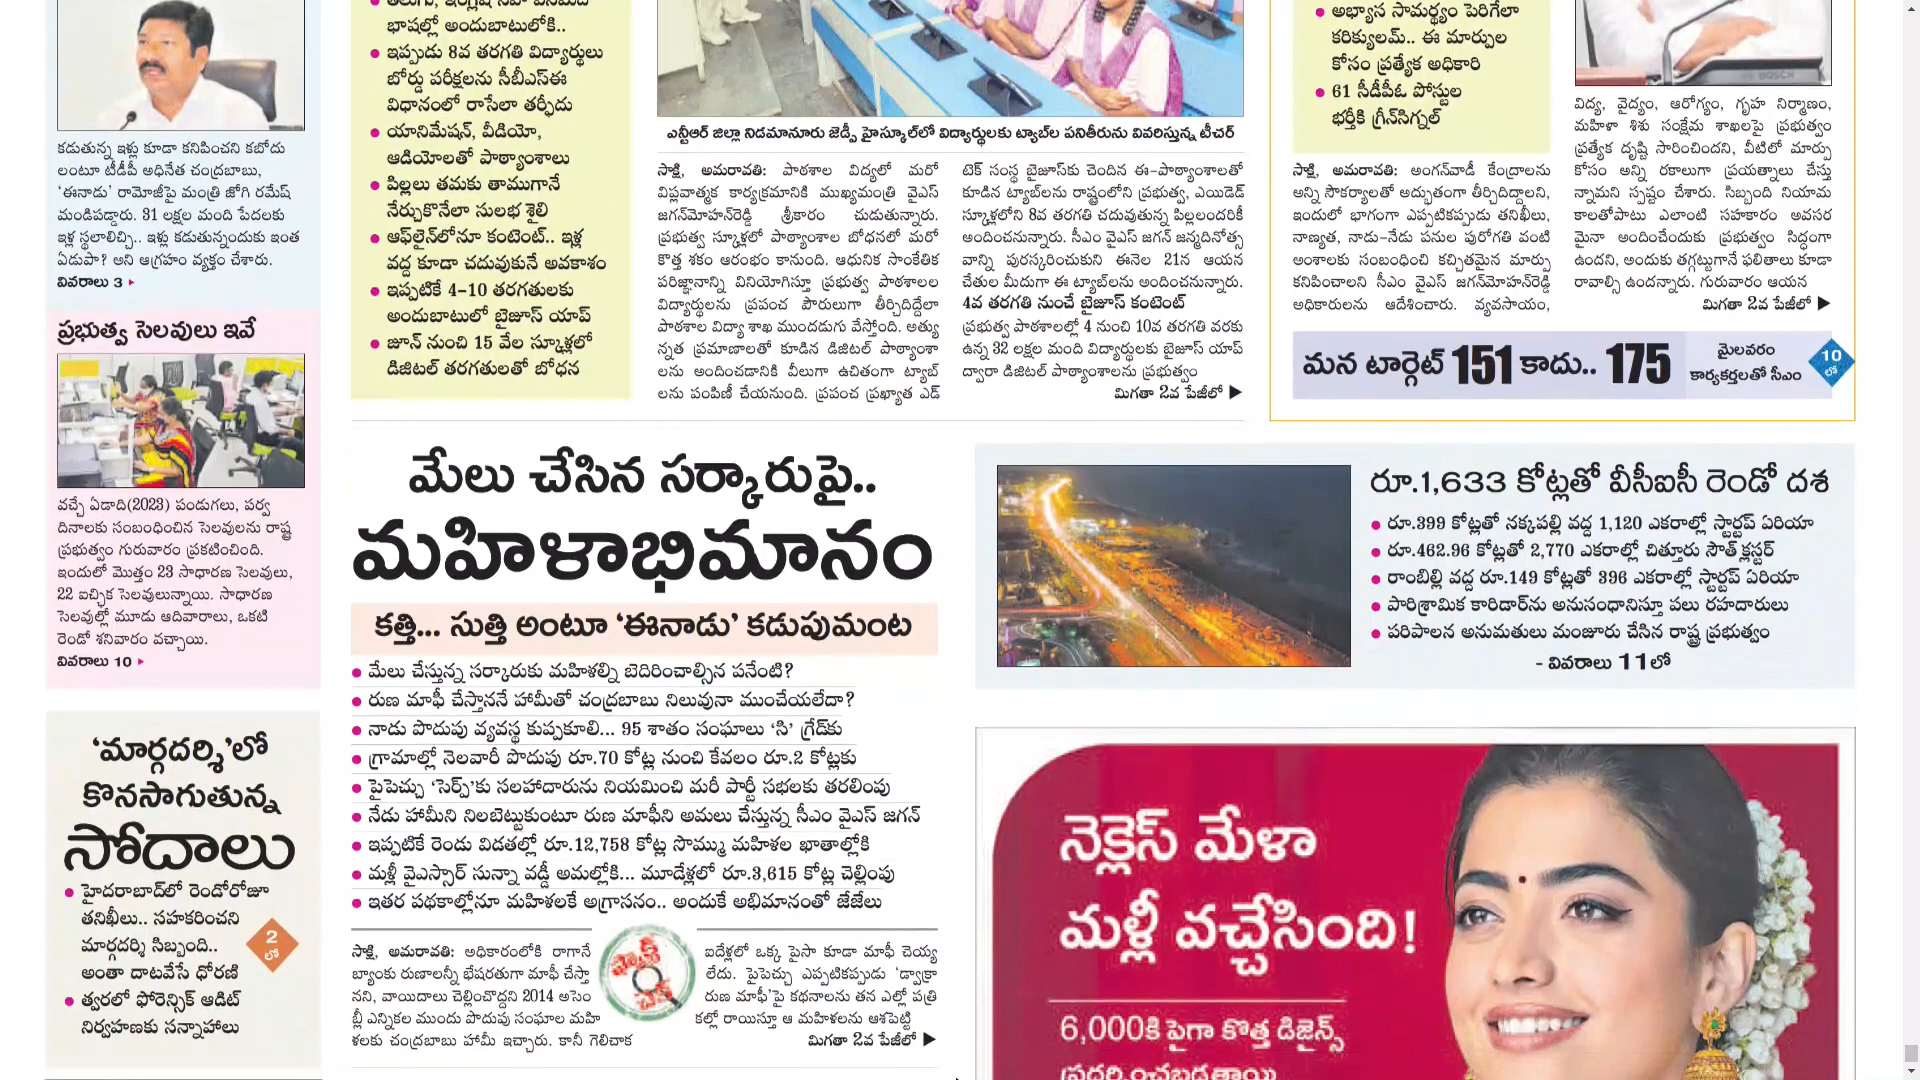 కడుతున్న ఇళ్లు కూడా కనిపించని కబోదు
లంటూ టీడీపీ అధినేత చంద్రబాబు,
‘ఈనాడు’ రామోజీపై మంత్రి జోగి రమేష్
మండిపడ్డారు. 31 లక్షల మంది పేదలకు
ఇళ్ల స్థలాలిచ్చి.. ఇళ్లు కడుతున్నందుకు ఇంత
ఏడుపా? అని ఆగ్రహం వ్యక్తం చేశారు.
వివరాలు 3
ప్రభుత్వ సెలవులు ఇవే
వచ్చే ఏడాది(2023) పండుగలు, పర్వ
దినాలకు సంబంధించిన సెలవులను రాష్ట్ర
ప్రభుత్వం గురువారం ప్రకటించింది.
ఇందులో మొత్తం 23 సాధారణ సెలవులు,
22 ఐచ్ఛిక సెలవులున్నాయి. సాధారణ
సెలవుల్లో మూడు ఆదివారాలు, ఒకటి
రెండో శనివారం వచ్చాయి.
వివరాలు 10
‘మార్గదర్శి’లో
కొనసాగుతున్న
సోదాలు
హైదరాబాద్‌లో రెండోరోజూ
తనిఖీలు.. సహకరించని
మార్గదర్శి సిబ్బంది..
అంతా దాటవేసే ధోరణి
త్వరలో ఫోరెన్సిక్ ఆడిట్
నిర్వహణకు సన్నాహాలు
2
లో
భాషల్లో అందుబాటులోకి..
ఇప్పుడు 8వ తరగతి విద్యార్థులు
బోర్డు పరీక్షలను సీబీఎస్ఈ
విధానంలో రాసేలా తర్ఫీదు
యానిమేషన్, వీడియో,
ఆడియోలతో పాఠ్యాంశాలు
పిల్లలు తమకు తాముగానే
నేర్చుకొనేలా సులభ శైలి
ఆఫ్‌లైన్‌లోనూ కంటెంట్.. ఇళ్ల
వద్ద కూడా చదువుకునే అవకాశం
ఇప్పటికే 4–10 తరగతులకు
అందుబాటులో బైజూస్ యాప్
జూన్ నుంచి 15 వేల స్కూళ్లలో
డిజిటల్ తరగతులతో బోధన
ఎన్టీఆర్ జిల్లా నిడమానూరు జెడ్పీ హైస్కూల్‌లో విద్యార్థులకు ట్యాబ్‌ల పనితీరును వివరిస్తున్న టీచర్
సాక్షి, అమరావతి: పాఠశాల విద్యలో మరో
విప్లవాత్మక కార్యక్రమానికి ముఖ్యమంత్రి వైఎస్
జగన్‌మోహన్‌రెడ్డి శ్రీకారం చుడుతున్నారు.
ప్రభుత్వ స్కూళ్లలో పాఠ్యాంశాల బోధనలో మరో
కొత్త శకం ఆరంభం కానుంది. ఆధునిక సాంకేతిక
పరిజ్ఞానాన్ని వినియోగిస్తూ ప్రభుత్వ పాఠశాలల
విద్యార్థులను ప్రపంచ పౌరులుగా తీర్చిదిద్దేలా
పాఠశాల విద్యా శాఖ ముందడుగు వేస్తోంది. అత్యు
న్నత ప్రమాణాలతో కూడిన డిజిటల్ పాఠ్యాంశా
లను అందించడానికి వీలుగా ఉచితంగా ట్యాబ్
లను పంపిణీ చేయనుంది. ప్రపంచ ప్రఖ్యాత ఎడ్
టెక్ సంస్థ బైజూస్‌కు చెందిన ఈ–పాఠ్యాంశాలతో
కూడిన ట్యాబ్‌లను రాష్ట్రంలోని ప్రభుత్వ, ఎయిడెడ్
స్కూళ్లలోని 8వ తరగతి చదువుతున్న పిల్లలందరికీ
అందించనున్నారు. సీఎం వైఎస్ జగన్ జన్మదినోత్స
వాన్ని పురస్కరించుకుని ఈనెల 21న ఆయన
చేతుల మీదుగా ఈ ట్యాబ్‌లను అందించనున్నారు.
4వ తరగతి నుంచే బైజూస్ కంటెంట్
ప్రభుత్వ పాఠశాలల్లో 4 నుంచి 10వ తరగతి వరకు
ఉన్న 32 లక్షల మంది విద్యార్థులకు బైజూస్ యాప్
ద్వారా డిజిటల్ పాఠ్యాంశాలను ప్రభుత్వం
మిగతా 2వ పేజీలో ▶
అభ్యాస సామర్థ్యం పెరిగేలా
కరిక్యులమ్.. ఈ మార్పుల
కోసం ప్రత్యేక అధికారి
61 సీడీపీఓ పోస్టుల
భర్తీకి గ్రీన్‌సిగ్నల్
సాక్షి, అమరావతి: అంగన్‌వాడీ కేంద్రాలను
అన్ని సౌకర్యాలతో అద్భుతంగా తీర్చిదిద్దాలని,
ఇందులో భాగంగా ఎప్పటికప్పుడు తనిఖీలు,
నాణ్యత, నాడు–నేడు పనుల పురోగతి వంటి
అంశాలకు సంబంధించి కచ్చితమైన మార్పు
కనిపించాలని సీఎం వైఎస్ జగన్‌మోహన్‌రెడ్డి
అధికారులను ఆదేశించారు. వ్యవసాయం,
విద్య, వైద్యం, ఆరోగ్యం, గృహ నిర్మాణం,
మహిళా శిశు సంక్షేమ శాఖలపై ప్రభుత్వం
ప్రత్యేక దృష్టి సారించిందని, వీటిలో మార్పు
కోసం అన్ని రకాలుగా ప్రయత్నాలు చేస్తు
న్నామని స్పష్టం చేశారు. సిబ్బంది నియామ
కాలతోపాటు ఎలాంటి సహకారం అవసర
మైనా అందించేందుకు ప్రభుత్వం సిద్ధంగా
ఉందని, అందుకు తగ్గట్టుగానే ఫలితాలు కూడా
రావాల్సి ఉందన్నారు. గురువారం ఆయన
మిగతా 2వ పేజీలో ▶
మన టార్గెట్ 151 కాదు.. 175
మైలవరం
కార్యకర్తలతో సీఎం
10
లో
మేలు చేసిన సర్కారుపై..
మహిళాభిమానం
కత్తి... సుత్తి అంటూ ‘ఈనాడు’ కడుపుమంట
మేలు చేస్తున్న సర్కారుకు మహిళల్ని బెదిరించాల్సిన పనేంటి?
రుణ మాఫీ చేస్తాననే హామీతో చంద్రబాబు నిలువునా ముంచేయలేదా?
నాడు పొదుపు వ్యవస్థ కుప్పకూలి... 95 శాతం సంఘాలు ‘సి’ గ్రేడ్‌కు
గ్రామాల్లో నెలవారీ పొదుపు రూ.70 కోట్ల నుంచి కేవలం రూ.2 కోట్లకు
పైపెచ్చు ‘సెర్ప్’కు సలహాదారును నియమించి మరీ పార్టీ సభలకు తరలింపు
నేడు హామీని నిలబెట్టుకుంటూ రుణ మాఫీని అమలు చేస్తున్న సీఎం వైఎస్ జగన్
ఇప్పటికే రెండు విడతల్లో రూ.12,758 కోట్ల సొమ్ము మహిళల ఖాతాల్లోకి
మళ్లీ వైఎస్సార్ సున్నా వడ్డీ అమల్లోకి... మూడేళ్లలో రూ.3,615 కోట్ల చెల్లింపు
ఇతర పథకాల్లోనూ మహిళలకే అగ్రాసనం.. అందుకే అభిమానంతో జేజేలు
సాక్షి, అమరావతి: అధికారంలోకి రాగానే
బ్యాంకు రుణాలన్నీ భేషరతుగా మాఫీ చేస్తా
నని, వాయిదాలు చెల్లించొద్దని 2014 అసెం
బ్లీ ఎన్నికల ముందు పొదుపు సంఘాల మహి
ళలకు చంద్రబాబు హామీ ఇచ్చారు. కానీ గెలిచాక
ఐదేళ్లలో ఒక్క పైసా కూడా మాఫీ చెయ్య
లేదు. పైపెచ్చు ఎప్పటికప్పుడు ‘డ్వాక్రా
రుణ మాఫీ’పై కథనాలను తన ఎల్లో పత్రి
కల్లో రాయిస్తూ ఆ మహిళలను ఆశపెట్టి
మిగతా 2వ పేజీలో ▶
రూ.1,633 కోట్లతో వీసీఐసీ రెండో దశ
రూ.399 కోట్లతో నక్కపల్లి వద్ద 1,120 ఎకరాల్లో స్టార్టప్ ఏరియా
రూ.462.96 కోట్లతో 2,770 ఎకరాల్లో చిత్తూరు సౌత్ క్లస్టర్
రాంబిల్లి వద్ద రూ.149 కోట్లతో 396 ఎకరాల్లో స్టార్టప్ ఏరియా
పారిశ్రామిక కారిడార్‌ను అనుసంధానిస్తూ పలు రహదారులు
పరిపాలన అనుమతులు మంజూరు చేసిన రాష్ట్ర ప్రభుత్వం
- వివరాలు 11లో
నెక్లెస్ మేళా
మళ్లీ వచ్చేసింది!
6,000కి పైగా కొత్త డిజైన్స్